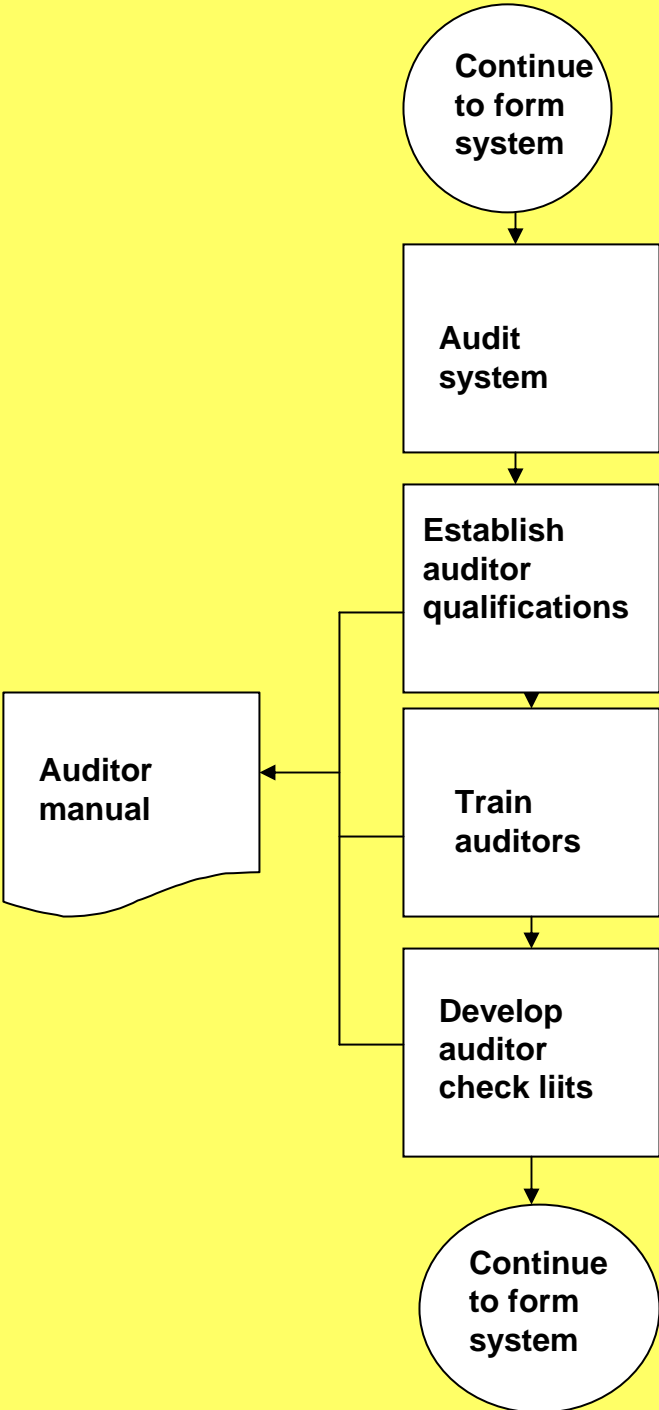 Continue
to form
system
Audit
system
Establish
auditor
qualifications
Auditor
manual
Train
auditors
Develop
auditor
check liits
Continue
to form
system